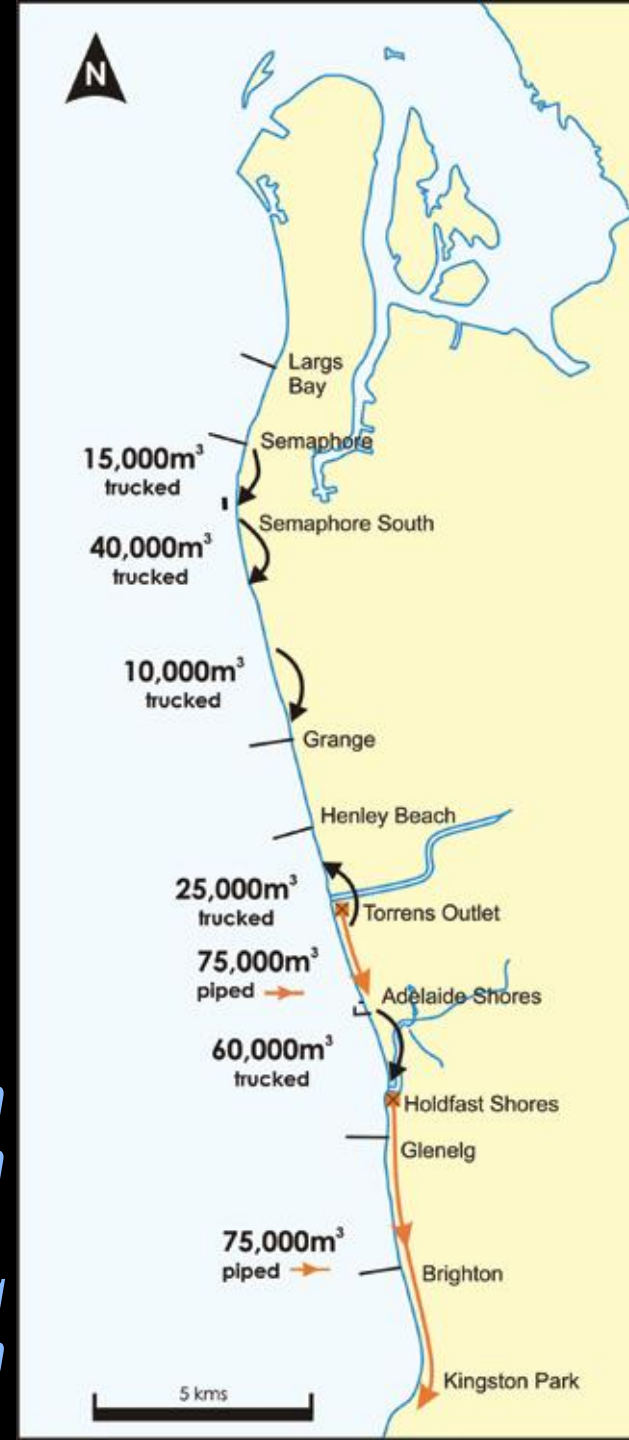 N
Largs
Bay
Semaphore
15,000m³
trucked
Semaphore South
40,000m³
trucked
10,000m³
trucked
Grange
Henley Beach
25,000m³
trucked
Torrens Outlet
75,000m³
piped
Adelaide Shores
60,000m³
trucked
Holdfast Shores
Glenelg
75,000m³
piped
Brighton
Kingston Park
5 kms